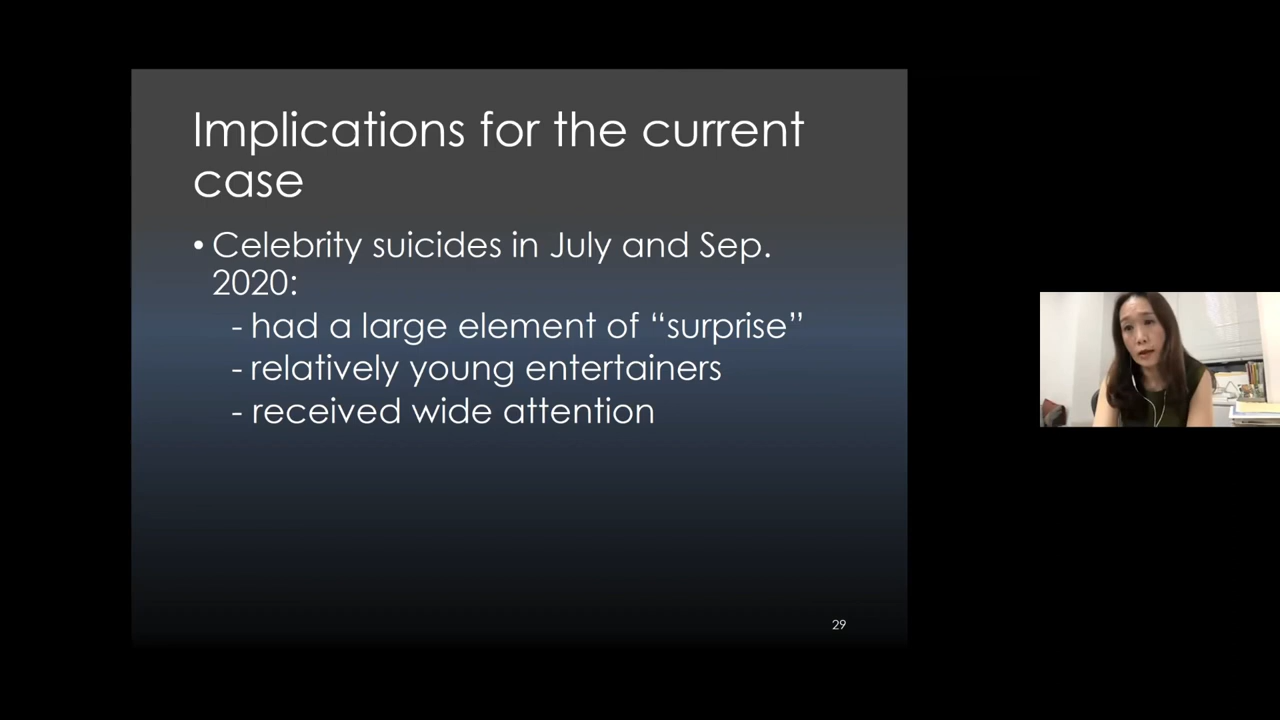 Implications for the current
case
• Celebrity suicides in July and Sep.
2020:
- had a large element of “surprise”
- relatively young entertainers
- received wide attention
29